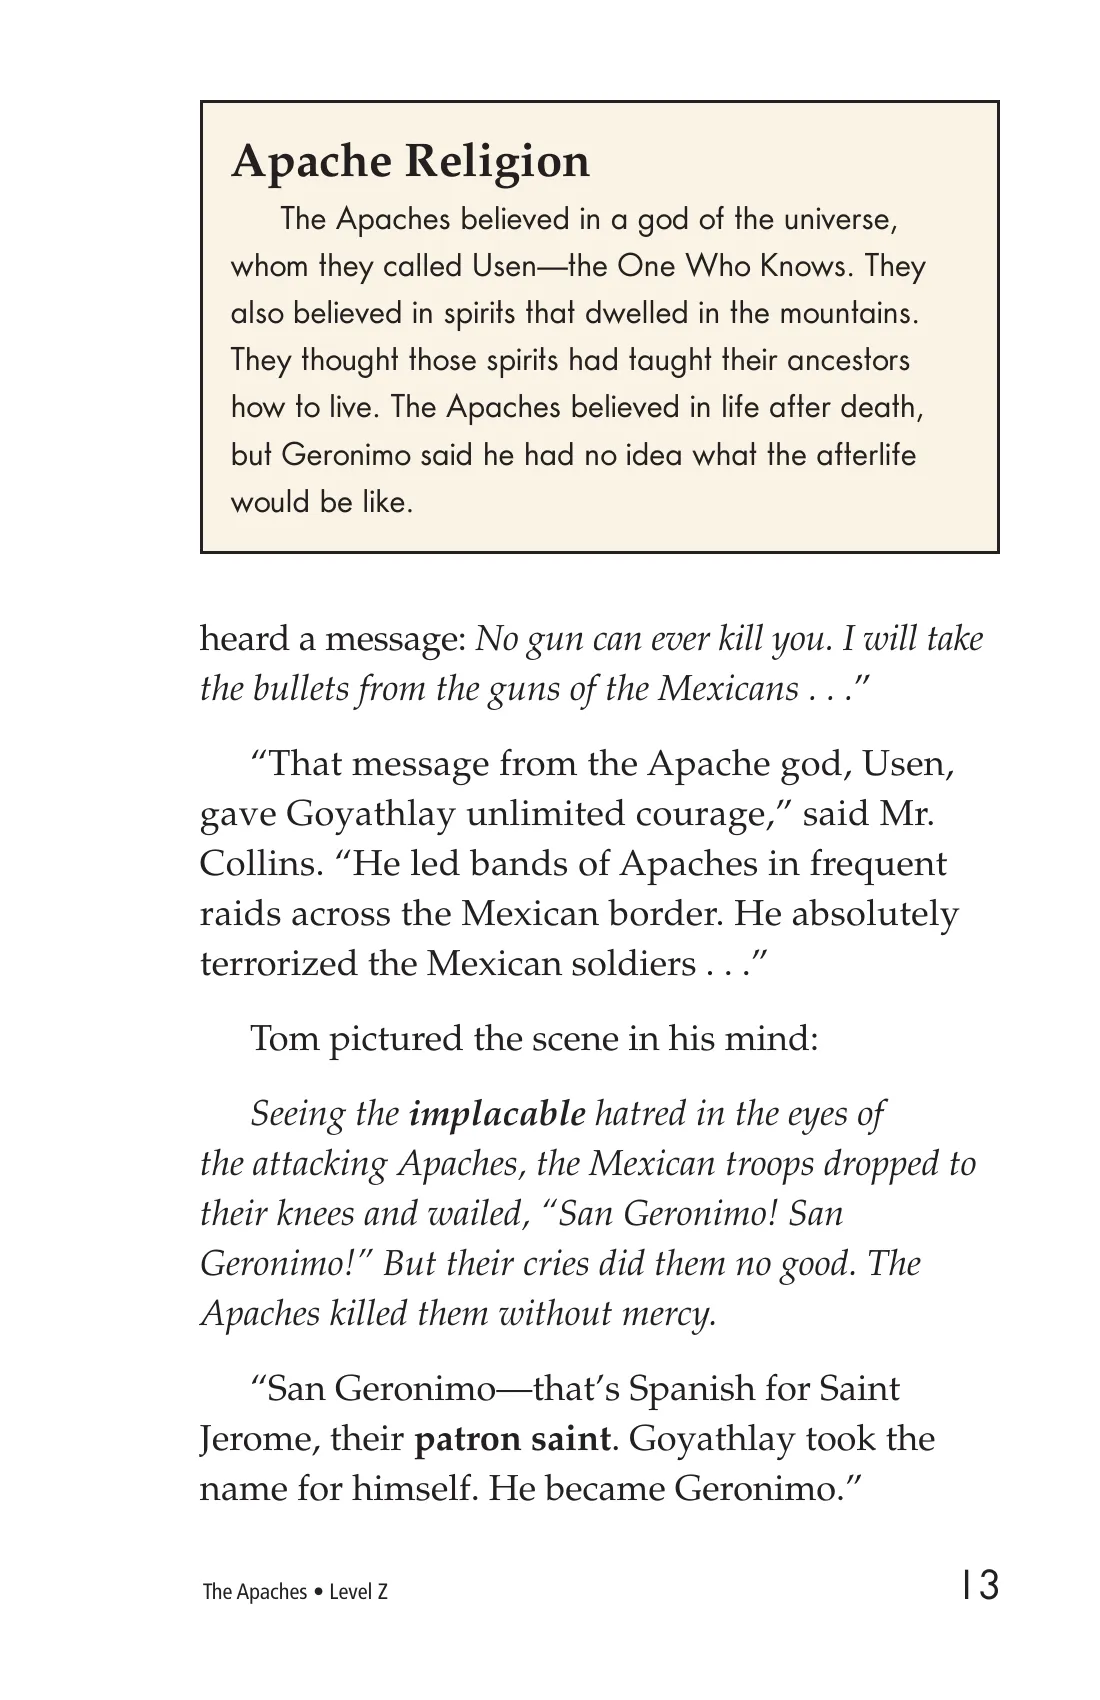 Apache Religion
The Apaches believed in a god of the universe,
whom they called Usen—the One Who Knows. They
also believed in spirits that dwelled in the mountains.
They thought those spirits had taught their ancestors
how to live. The Apaches believed in life after death,
but Geronimo said he had no idea what the afterlife
would be like.
heard a message: No gun can ever kill you. I will take
the bullets from the guns of the Mexicans . . .”
“That message from the Apache god, Usen,
gave Goyathlay unlimited courage,” said Mr.
Collins. “He led bands of Apaches in frequent
raids across the Mexican border. He absolutely
terrorized the Mexican soldiers . . .”
Tom pictured the scene in his mind:
Seeing the implacable hatred in the eyes of
the attacking Apaches, the Mexican troops dropped to
their knees and wailed, “San Geronimo! San
Geronimo!” But their cries did them no good. The
Apaches killed them without mercy.
“San Geronimo—that’s Spanish for Saint
Jerome, their patron saint. Goyathlay took the
name for himself. He became Geronimo.”
The Apaches • Level Z
13